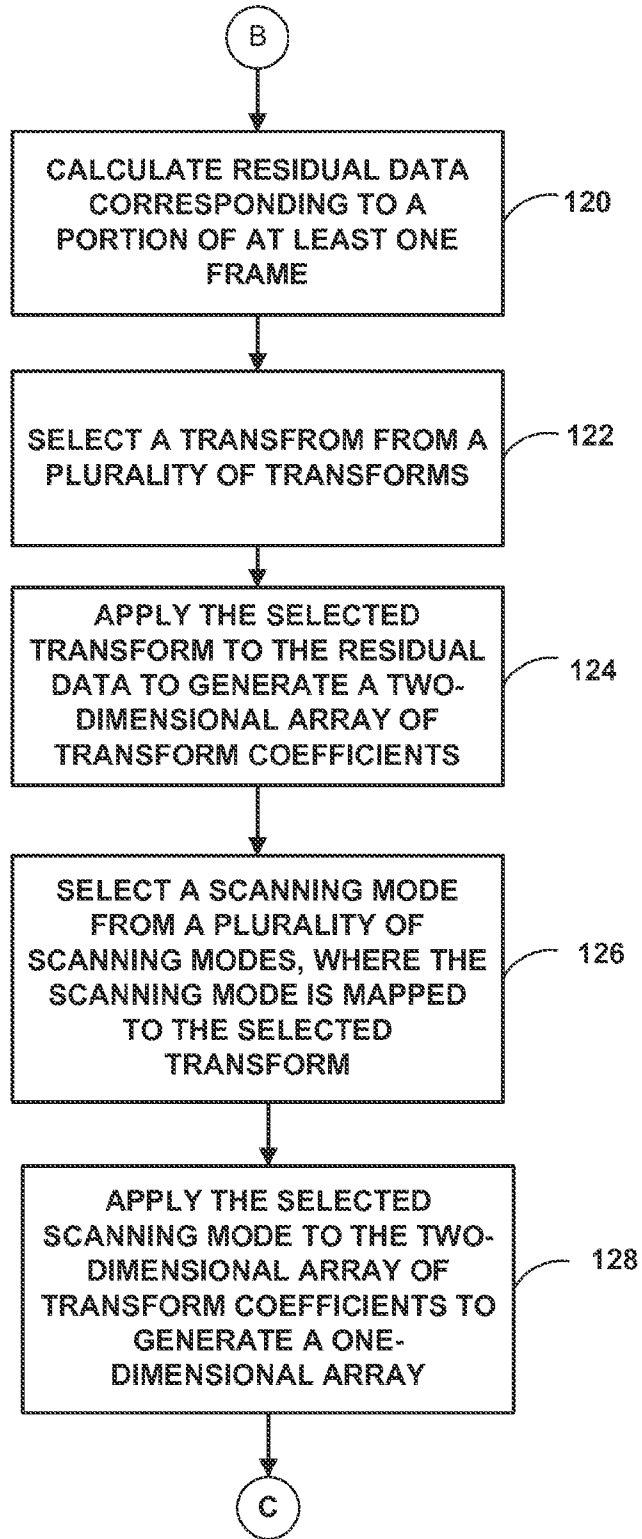 B
CALCULATE RESIDUAL DATA
CORRESPONDING TO A
PORTION OF AT LEAST ONE
FRAME
120
SELECT A TRANSFROM FROM A
PLURALITY OF TRANSFORMS
122
APPLY THE SELECTED
TRANSFORM TO THE RESIDUAL
DATA TO GENERATE A TWO-
DIMENSIONAL ARRAY OF
TRANSFORM COEFFICIENTS
124
SELECT A SCANNING MODE
FROM A PLURALITY OF
SCANNING MODES, WHERE THE
SCANNING MODE IS MAPPED
TO THE SELECTED
TRANSFORM
126
APPLY THE SELECTED
SCANNING MODE TO THE TWO-
DIMENSIONAL ARRAY OF
TRANSFORM COEFFICIENTS TO
GENERATE A ONE-
DIMENSIONAL ARRAY
128
C